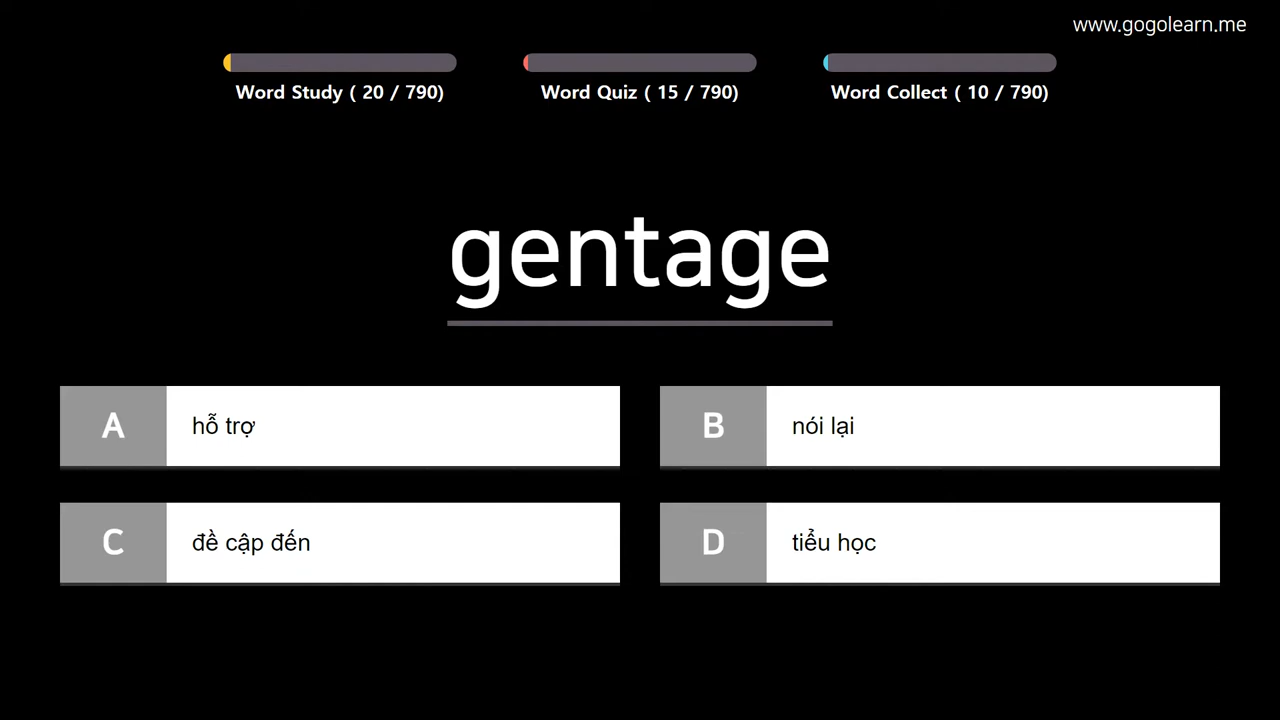 www.gogolearn.me
Word Study ( 20 / 790)
Word Quiz ( 15 / 790)
Word Collect ( 10 / 790)
gentage
A hỗ trợ
B nói lại
C đề cập đến
D tiểu học